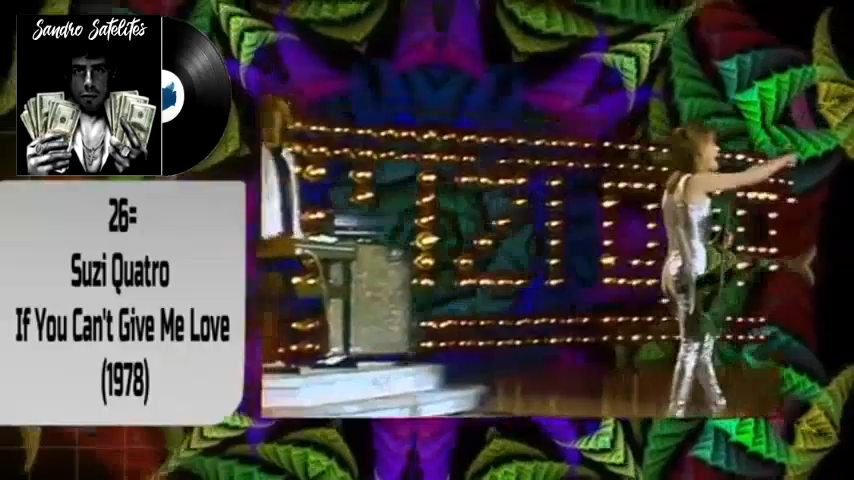 Sandro Satelites
26=
Suzi Quatro
If You Can't Give Me Love
(1978)